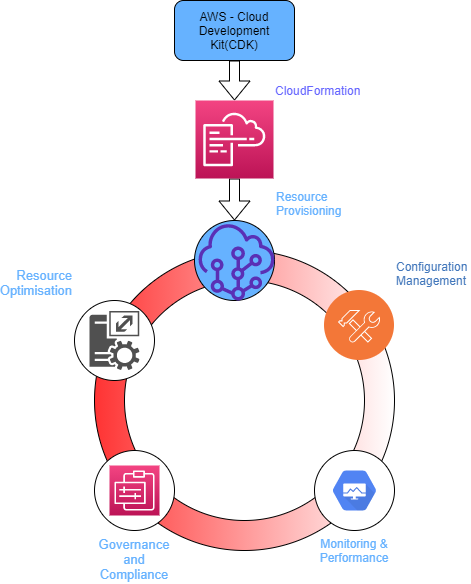 AWS - Cloud
Development
Kit(CDK)
CloudFormation
Resource
Provisioning
Resource
Optimisation
Configuration
Management
Governance
and
Compliance
Monitoring &
Performance